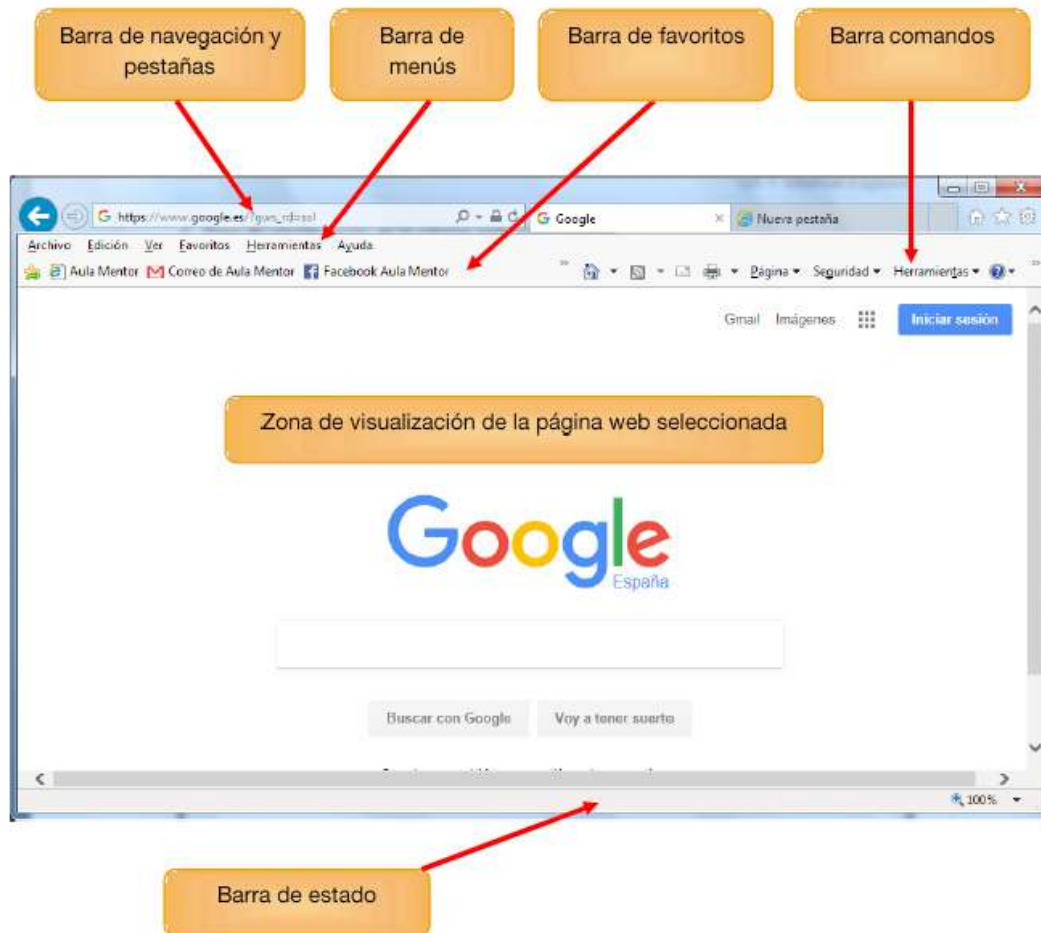 Barra de navegación y
pestañas
Barra de
menús
Barra de favoritos
Barra comandos
https://www.google.es/?gws_rd=ssl
Google
Nueva pestaña
Archivo Edición Ver Favoritos Herramientas Ayuda
Aula Mentor Correo de Aula Mentor Facebook Aula Mentor
Página Seguridad Herramientas
Gmail Imágenes Iniciar sesión
Zona de visualización de la página web seleccionada
Google
España
Buscar con Google Voy a tener suerte
100%
Barra de estado